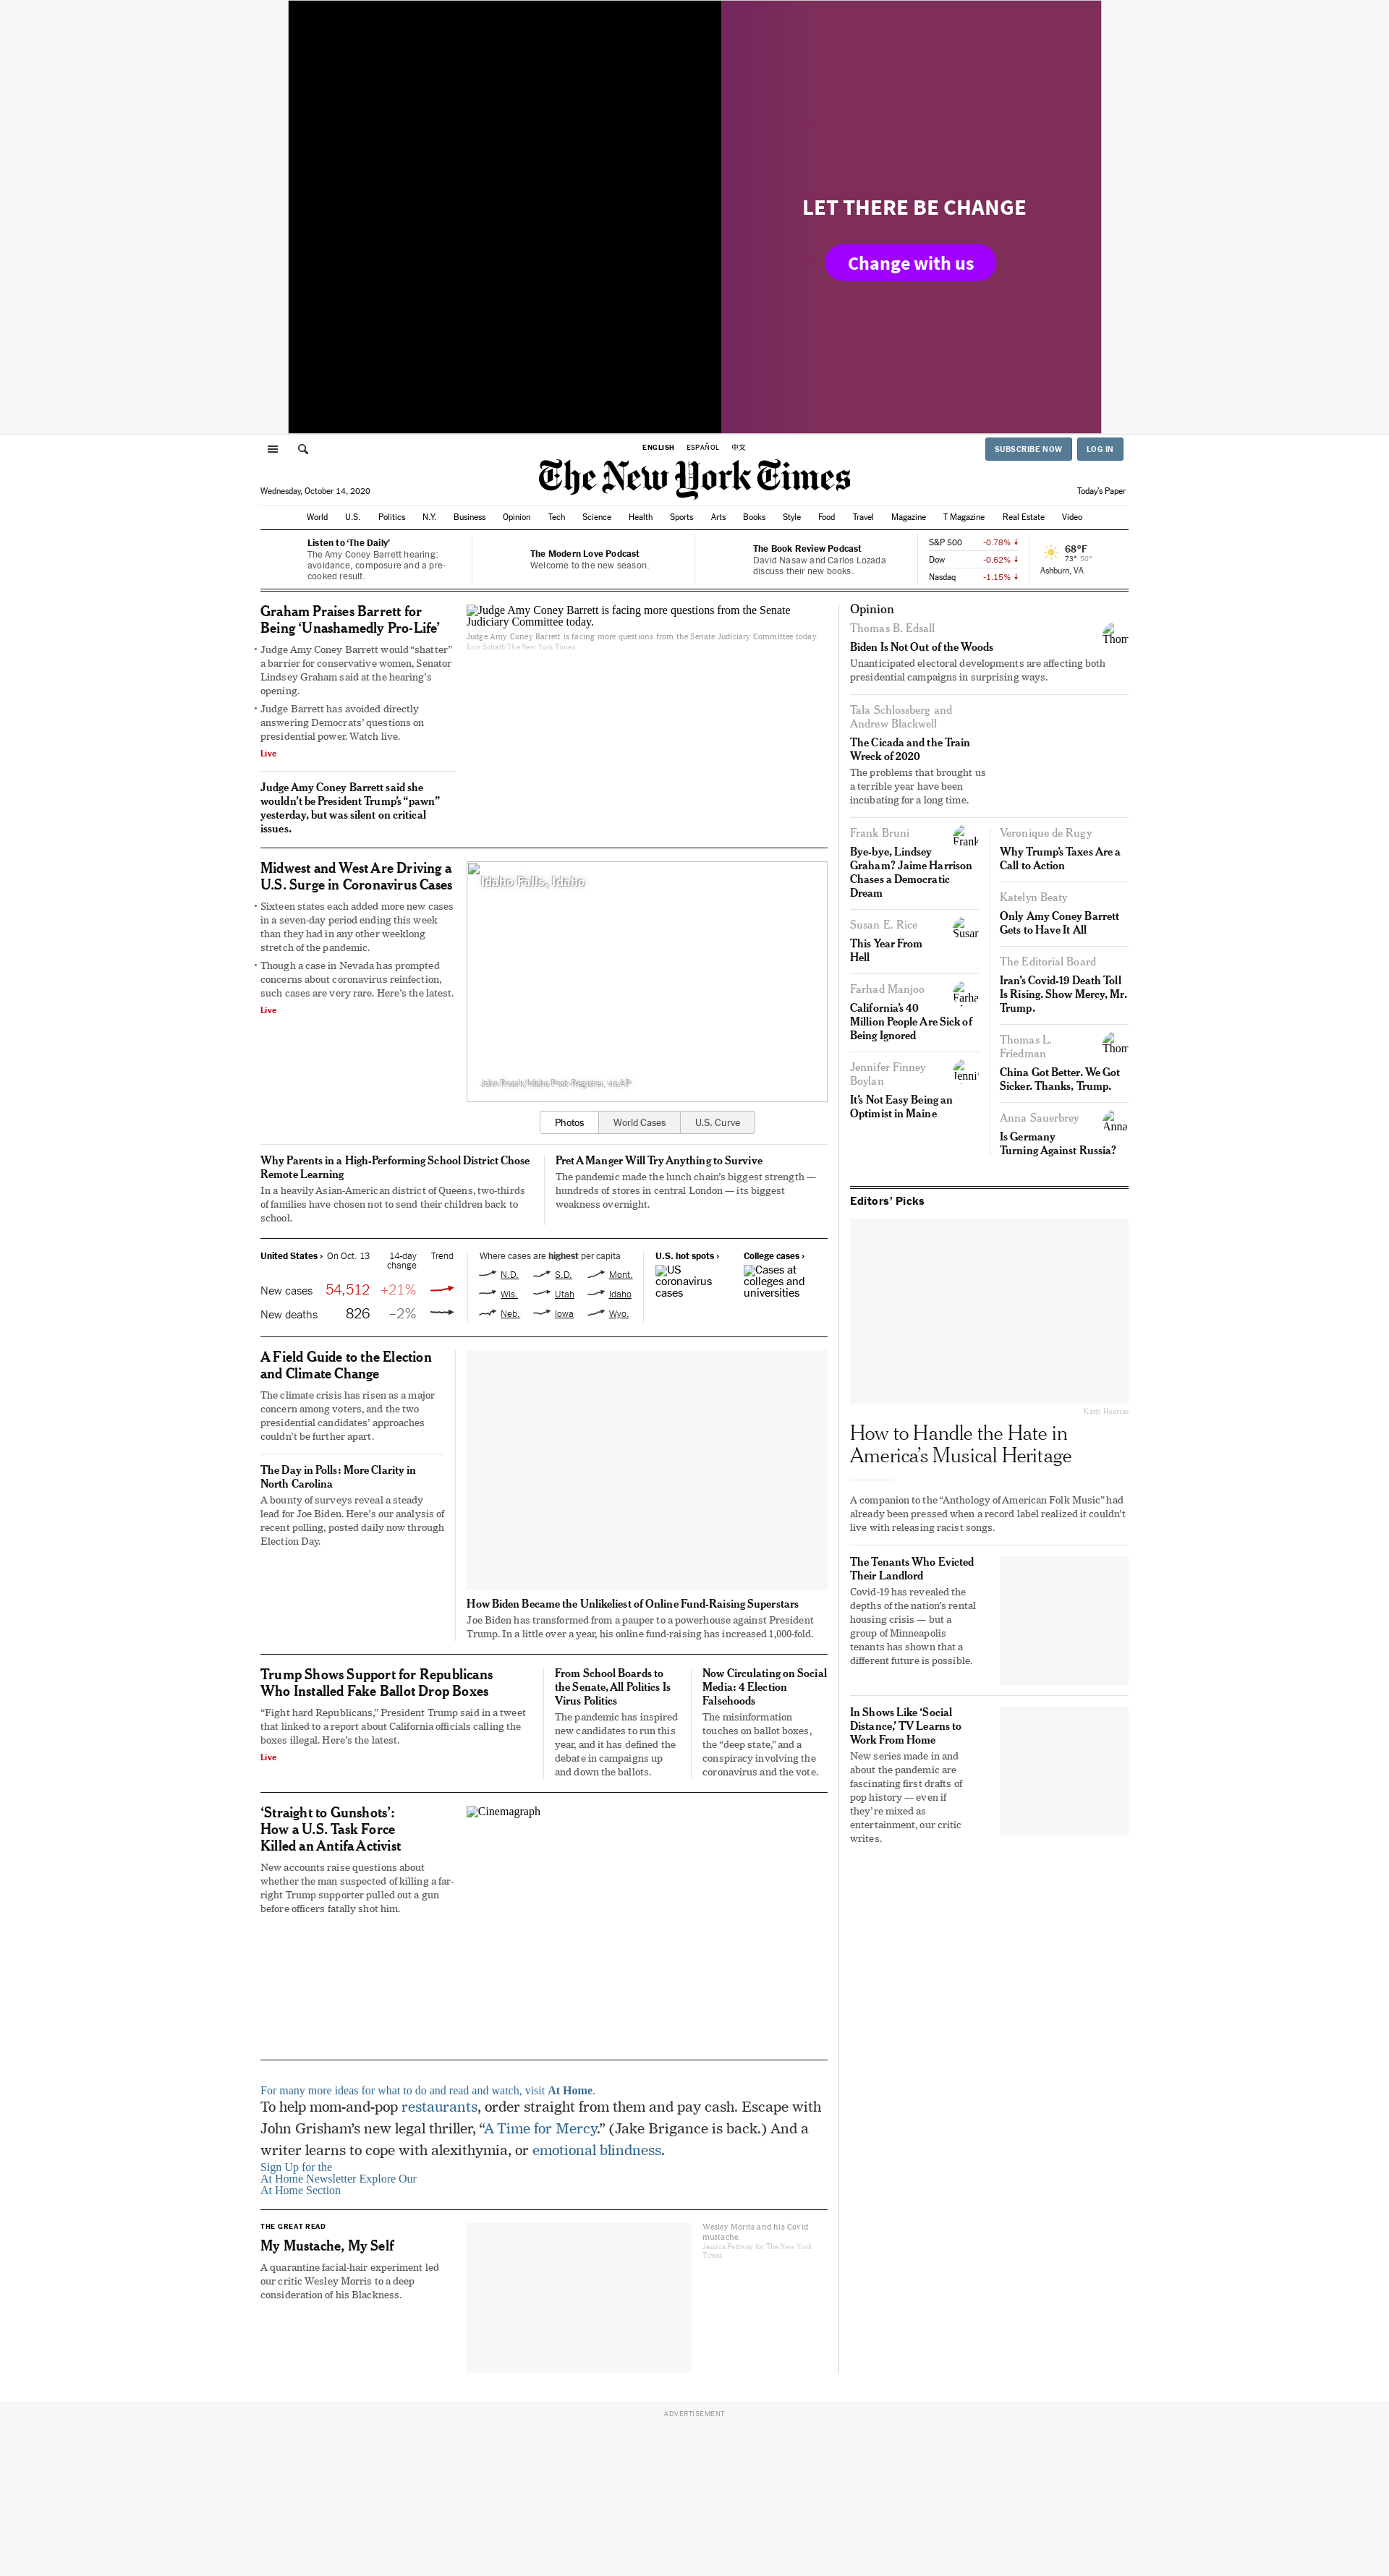 LET THERE BE CHANGE
Change with us
ENGLISH ESPAÑOL 中文
SUBSCRIBE NOW LOG IN
The New York Times
Wednesday, October 14, 2020
Today's Paper
World U.S. Politics N.Y. Business Opinion Tech Science Health Sports Arts Books Style Food Travel Magazine T Magazine Real Estate Video
Listen to 'The Daily'
The Amy Coney Barrett hearing:
avoidance, composure and a pre-
cooked result.
The Modern Love Podcast
Welcome to the new season.
The Book Review Podcast
David Nasaw and Carlos Lozada
discuss their new books.
S&P 500 -0.78%
Dow -0.62%
Nasdaq -1.15%
68°F
73° 50°
Ashburn, VA
Graham Praises Barrett for
Being ‘Unashamedly Pro-Life’
• Judge Amy Coney Barrett would “shatter”
a barrier for conservative women, Senator
Lindsey Graham said at the hearing’s
opening.
• Judge Barrett has avoided directly
answering Democrats’ questions on
presidential power. Watch live.
Live
Judge Amy Coney Barrett said she
wouldn’t be President Trump’s “pawn”
yesterday, but was silent on critical
issues.
Judge Amy Coney Barrett is facing more questions from the Senate
Judiciary Committee today.
Judge Amy Coney Barrett is facing more questions from the Senate Judiciary Committee today.
Erin Schaff/The New York Times
Midwest and West Are Driving a
U.S. Surge in Coronavirus Cases
• Sixteen states each added more new cases
in a seven-day period ending this week
than they had in any other weeklong
stretch of the pandemic.
• Though a case in Nevada has prompted
concerns about coronavirus reinfection,
such cases are very rare. Here’s the latest.
Live
Idaho Falls, Idaho
John Roark/Idaho Post-Register, via AP
Photos World Cases U.S. Curve
Why Parents in a High-Performing School District Chose
Remote Learning
In a heavily Asian-American district of Queens, two-thirds
of families have chosen not to send their children back to
school.
Pret A Manger Will Try Anything to Survive
The pandemic made the lunch chain’s biggest strength —
hundreds of stores in central London — its biggest
weakness overnight.
United States › On Oct. 13 14-day
change Trend
New cases 54,512 +21%
New deaths 826 –2%
Where cases are highest per capita
N.D. S.D. Mont.
Wis. Utah Idaho
Neb. Iowa Wyo.
U.S. hot spots ›
US
coronavirus
cases
College cases ›
Cases at
colleges and
universities
A Field Guide to the Election
and Climate Change
The climate crisis has risen as a major
concern among voters, and the two
presidential candidates’ approaches
couldn’t be further apart.
The Day in Polls: More Clarity in
North Carolina
A bounty of surveys reveal a steady
lead for Joe Biden. Here’s our analysis of
recent polling, posted daily now through
Election Day.
How Biden Became the Unlikeliest of Online Fund-Raising Superstars
Joe Biden has transformed from a pauper to a powerhouse against President
Trump. In a little over a year, his online fund-raising has increased 1,000-fold.
Trump Shows Support for Republicans
Who Installed Fake Ballot Drop Boxes
“Fight hard Republicans,” President Trump said in a tweet
that linked to a report about California officials calling the
boxes illegal. Here’s the latest.
Live
From School Boards to
the Senate, All Politics Is
Virus Politics
The pandemic has inspired
new candidates to run this
year, and it has defined the
debate in campaigns up
and down the ballots.
Now Circulating on Social
Media: 4 Election
Falsehoods
The misinformation
touches on ballot boxes,
the “deep state,” and a
conspiracy involving the
coronavirus and the vote.
‘Straight to Gunshots’:
How a U.S. Task Force
Killed an Antifa Activist
New accounts raise questions about
whether the man suspected of killing a far-
right Trump supporter pulled out a gun
before officers fatally shot him.
Cinemagraph
For many more ideas for what to do and read and watch, visit At Home.
To help mom-and-pop restaurants, order straight from them and pay cash. Escape with
John Grisham’s new legal thriller, “A Time for Mercy.” (Jake Brigance is back.) And a
writer learns to cope with alexithymia, or emotional blindness.
Sign Up for the
At Home Newsletter Explore Our
At Home Section
THE GREAT READ
My Mustache, My Self
A quarantine facial-hair experiment led
our critic Wesley Morris to a deep
consideration of his Blackness.
Wesley Morris and his Covid
mustache.
Jessica Pettway for The New York
Times
Opinion
Thomas B. Edsall
Biden Is Not Out of the Woods
Unanticipated electoral developments are affecting both
presidential campaigns in surprising ways.
Thom
Tala Schlossberg and
Andrew Blackwell
The Cicada and the Train
Wreck of 2020
The problems that brought us
a terrible year have been
incubating for a long time.
Frank Bruni
Frank
Bye-bye, Lindsey
Graham? Jaime Harrison
Chases a Democratic
Dream
Susan E. Rice
Susan
This Year From
Hell
Farhad Manjoo
Farha
California’s 40
Million People Are Sick of
Being Ignored
Jennifer Finney
Boylan
Jenni
It’s Not Easy Being an
Optimist in Maine
Veronique de Rugy
Why Trump’s Taxes Are a
Call to Action
Katelyn Beaty
Only Amy Coney Barrett
Gets to Have It All
The Editorial Board
Iran’s Covid-19 Death Toll
Is Rising. Show Mercy, Mr.
Trump.
Thomas L.
Friedman
Thom
China Got Better. We Got
Sicker. Thanks, Trump.
Anna Sauerbrey
Anna
Is Germany
Turning Against Russia?
Editors’ Picks
Katty Huertas
How to Handle the Hate in
America’s Musical Heritage
A companion to the “Anthology of American Folk Music” had
already been pressed when a record label realized it couldn’t
live with releasing racist songs.
The Tenants Who Evicted
Their Landlord
Covid-19 has revealed the
depths of the nation’s rental
housing crisis — but a
group of Minneapolis
tenants has shown that a
different future is possible.
In Shows Like ‘Social
Distance,’ TV Learns to
Work From Home
New series made in and
about the pandemic are
fascinating first drafts of
pop history — even if
they’re mixed as
entertainment, our critic
writes.
ADVERTISEMENT